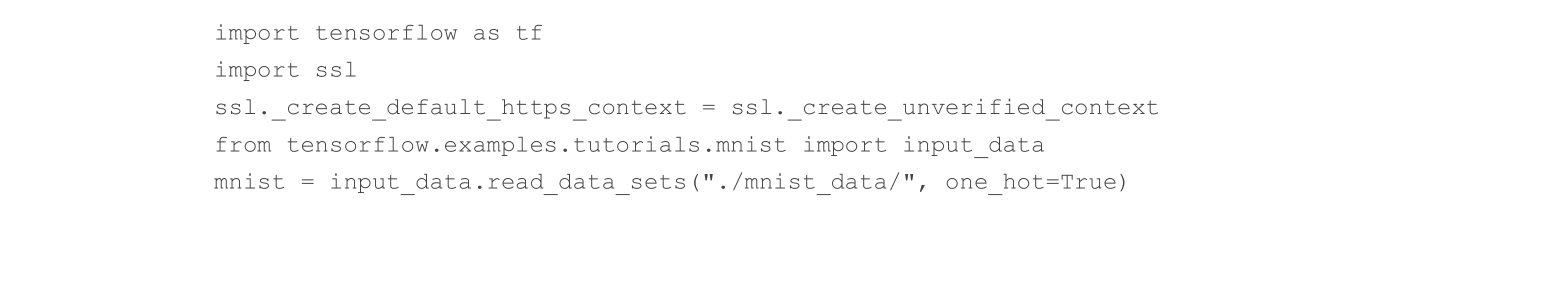 import tensorflow as tf
import ssl
ssl._create_default_https_context = ssl._create_unverified_context
from tensorflow.examples.tutorials.mnist import input_data
mnist = input_data.read_data_sets("./mnist_data/", one_hot=True)